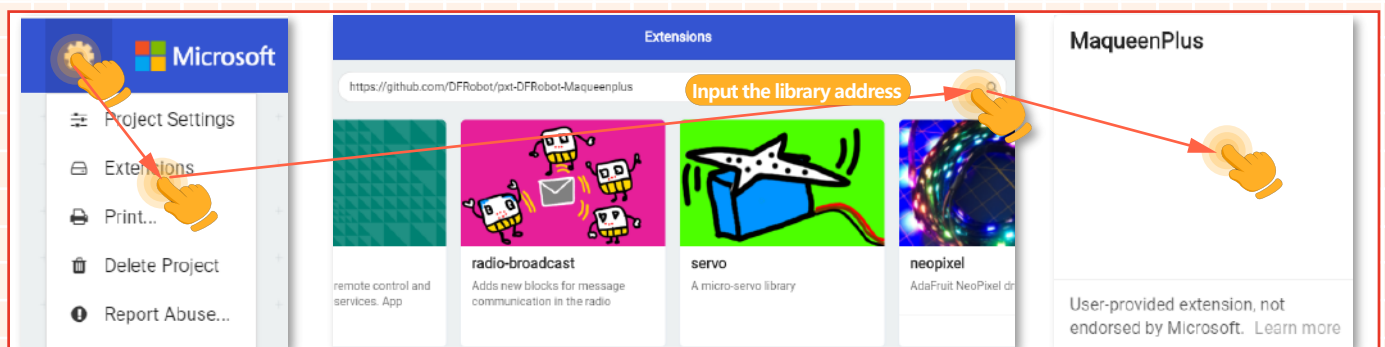 Microsoft
Project Settings
Extensions
Print...
Delete Project
Report Abuse...
Extensions
https://github.com/DFRobot/pxt-DFRobot-Maqueenplus
Input the library address
remote control and
services. App
radio-broadcast
Adds new blocks for message
communication in the radio
servo
A micro-servo library
neopixel
AdaFruit NeoPixel dr
MaqueenPlus
User-provided extension, not
endorsed by Microsoft. Learn more